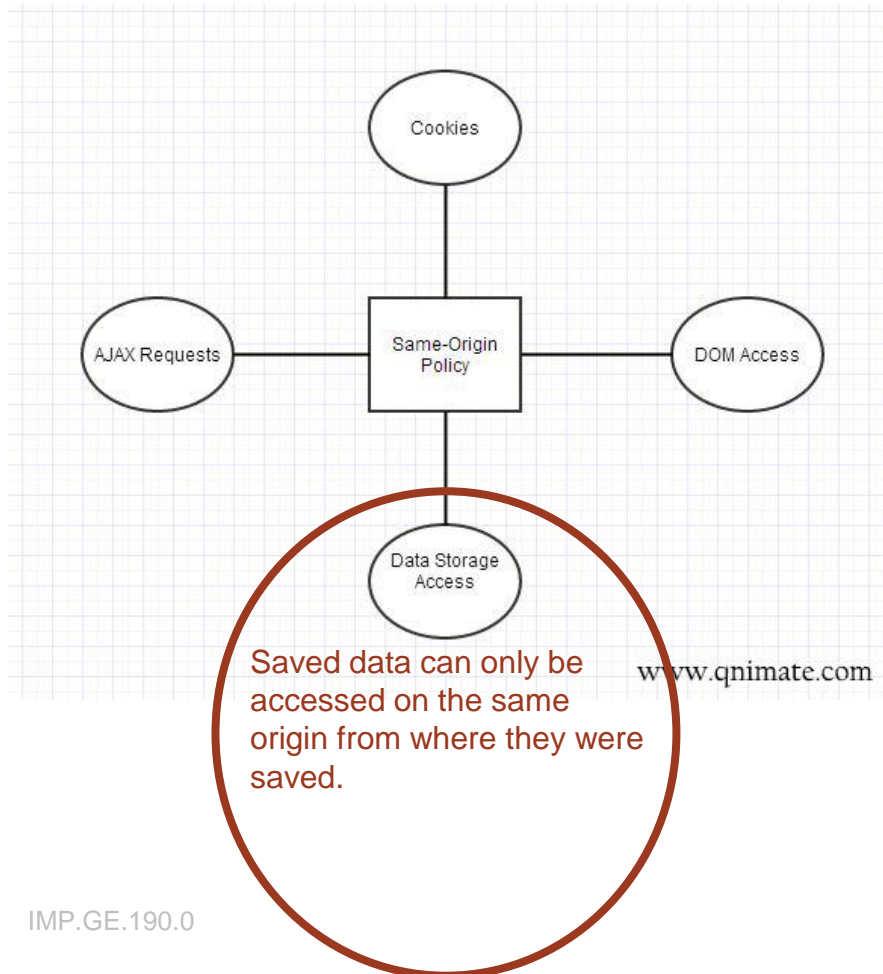 Cookies
AJAX Requests
Same-Origin
Policy
DOM Access
Data Storage
Access
Saved data can only be
accessed on the same
origin from where they were
saved.
www.qnimate.com
IMP.GE.190.0